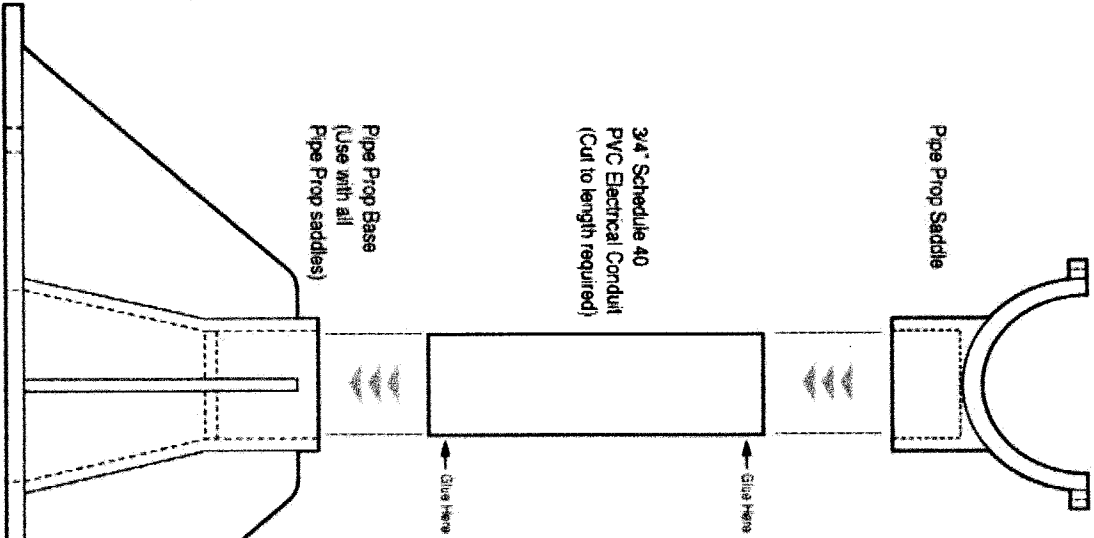 Pipe Prop Saddle
3/4" Schedule 40
PVC Electrical Conduit
(Cut to length required)
Pipe Prop Base
(Use with all
Pipe Prop saddles)
Glue Here
Glue Here